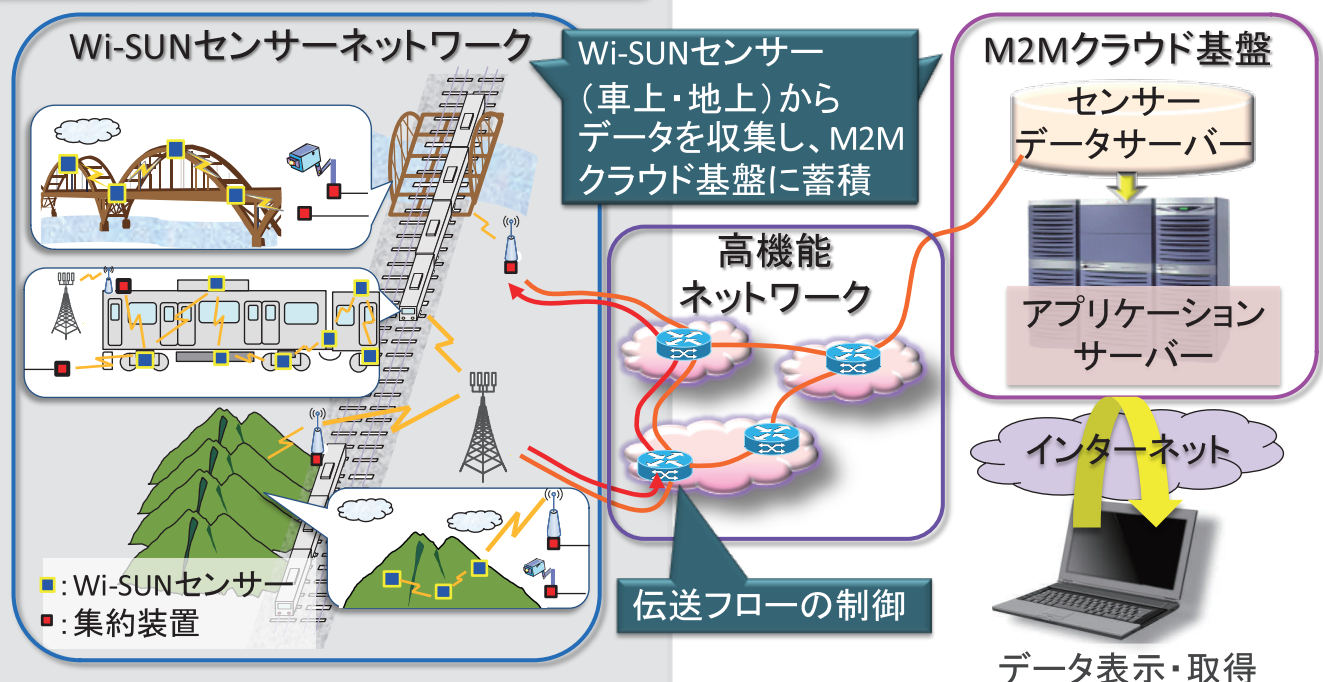 Wi-SUNセンサーネットワーク
Wi-SUNセンサー
（車上・地上）から
データを収集し、M2M
クラウド基盤に蓄積
M2Mクラウド基盤
センサー
データサーバー
アプリケーション
サーバー
高機能
ネットワーク
インターネット
伝送フローの制御
：Wi-SUNセンサー
：集約装置
データ表示・取得